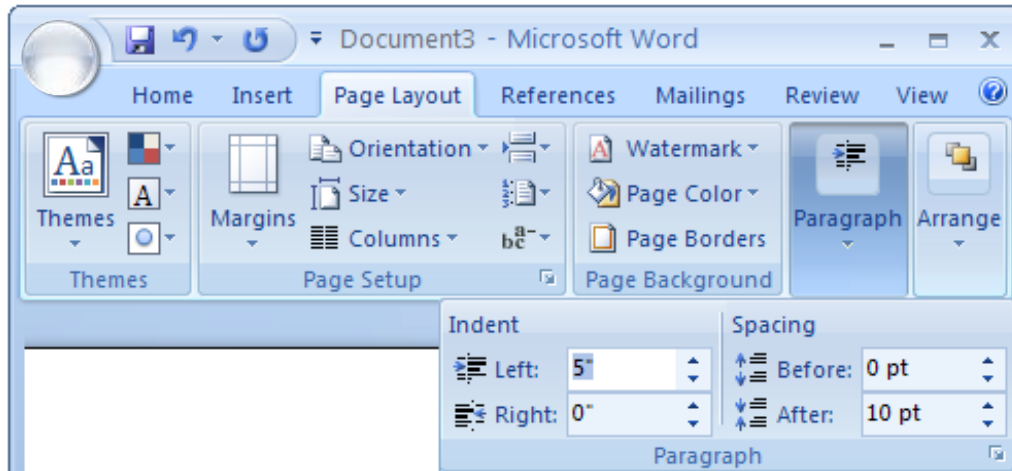 Document3 - Microsoft Word
Home Insert Page Layout References Mailings Review View
Aa Orientation Watermark
A Size Page Color
Themes Margins Paragraph Arrange
Columns Page Borders
Themes Page Setup Page Background
Indent Spacing
Left: 5" Before: 0 pt
Right: 0" After: 10 pt
Paragraph